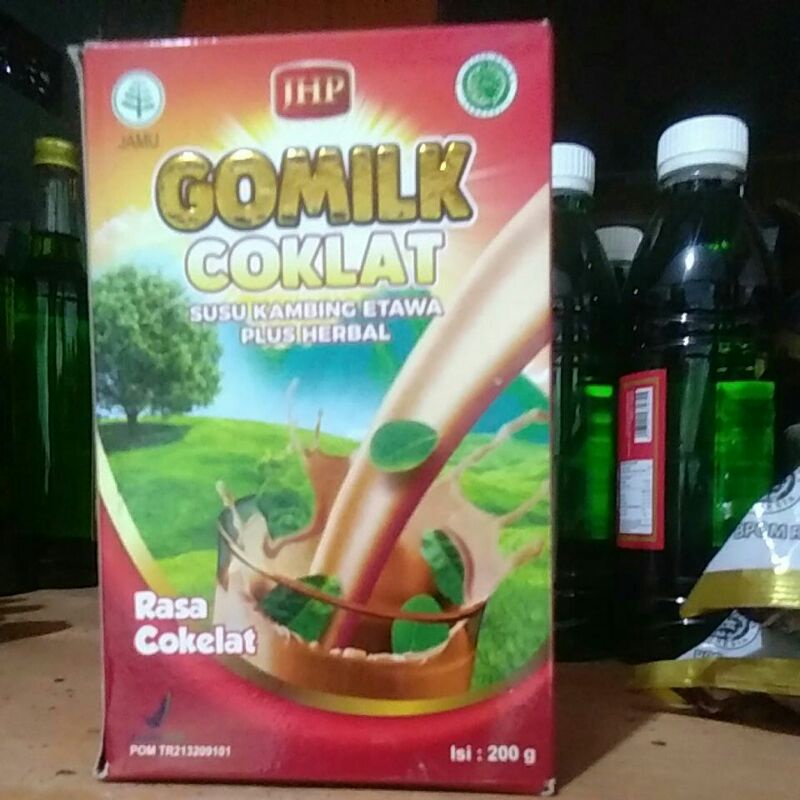 JHP
JAMU
GOMILK
COKLAT
SUSU KAMBING ETAWA
PLUS HERBAL
Rasa
Cokelat
POM TR213209101
Isi : 200 g